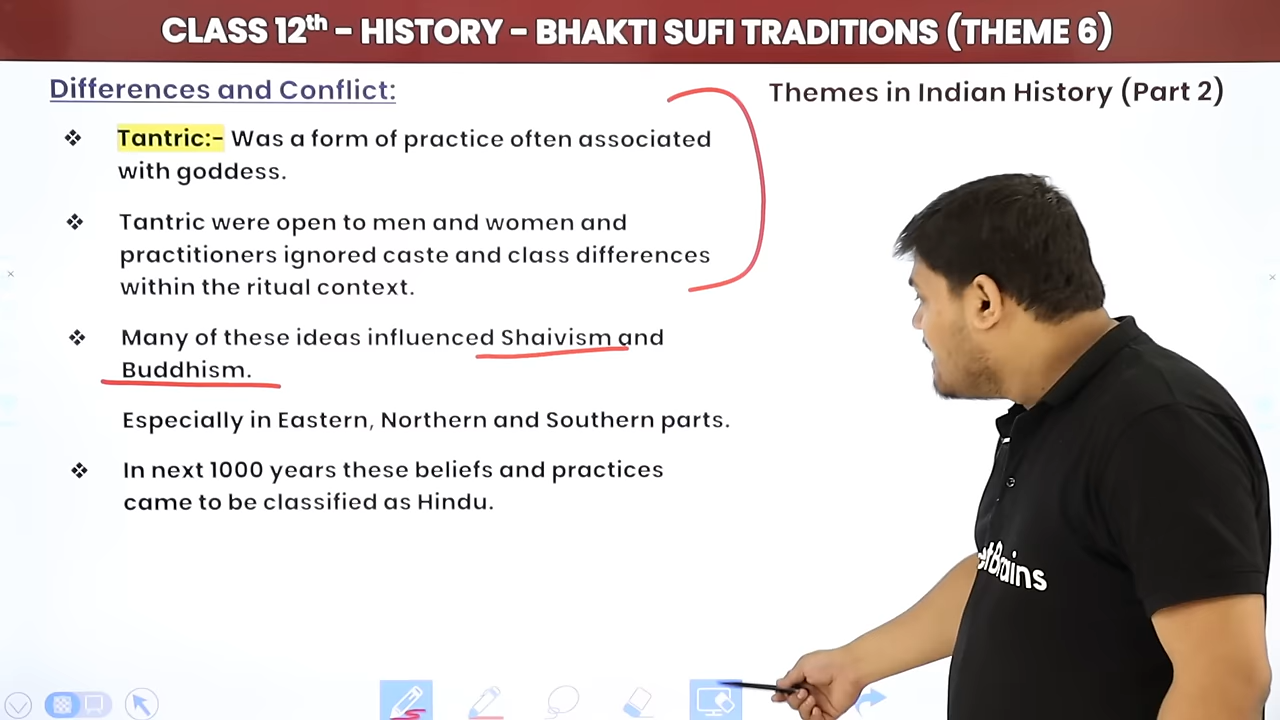 CLASS 12th – HISTORY – BHAKTI SUFI TRADITIONS (THEME 6)
Differences and Conflict:
Themes in Indian History (Part 2)
❖ Tantric:- Was a form of practice often associated
with goddess.
❖ Tantric were open to men and women and
practitioners ignored caste and class differences
within the ritual context.
❖ Many of these ideas influenced Shaivism and
Buddhism.
Especially in Eastern, Northern and Southern parts.
❖ In next 1000 years these beliefs and practices
came to be classified as Hindu.